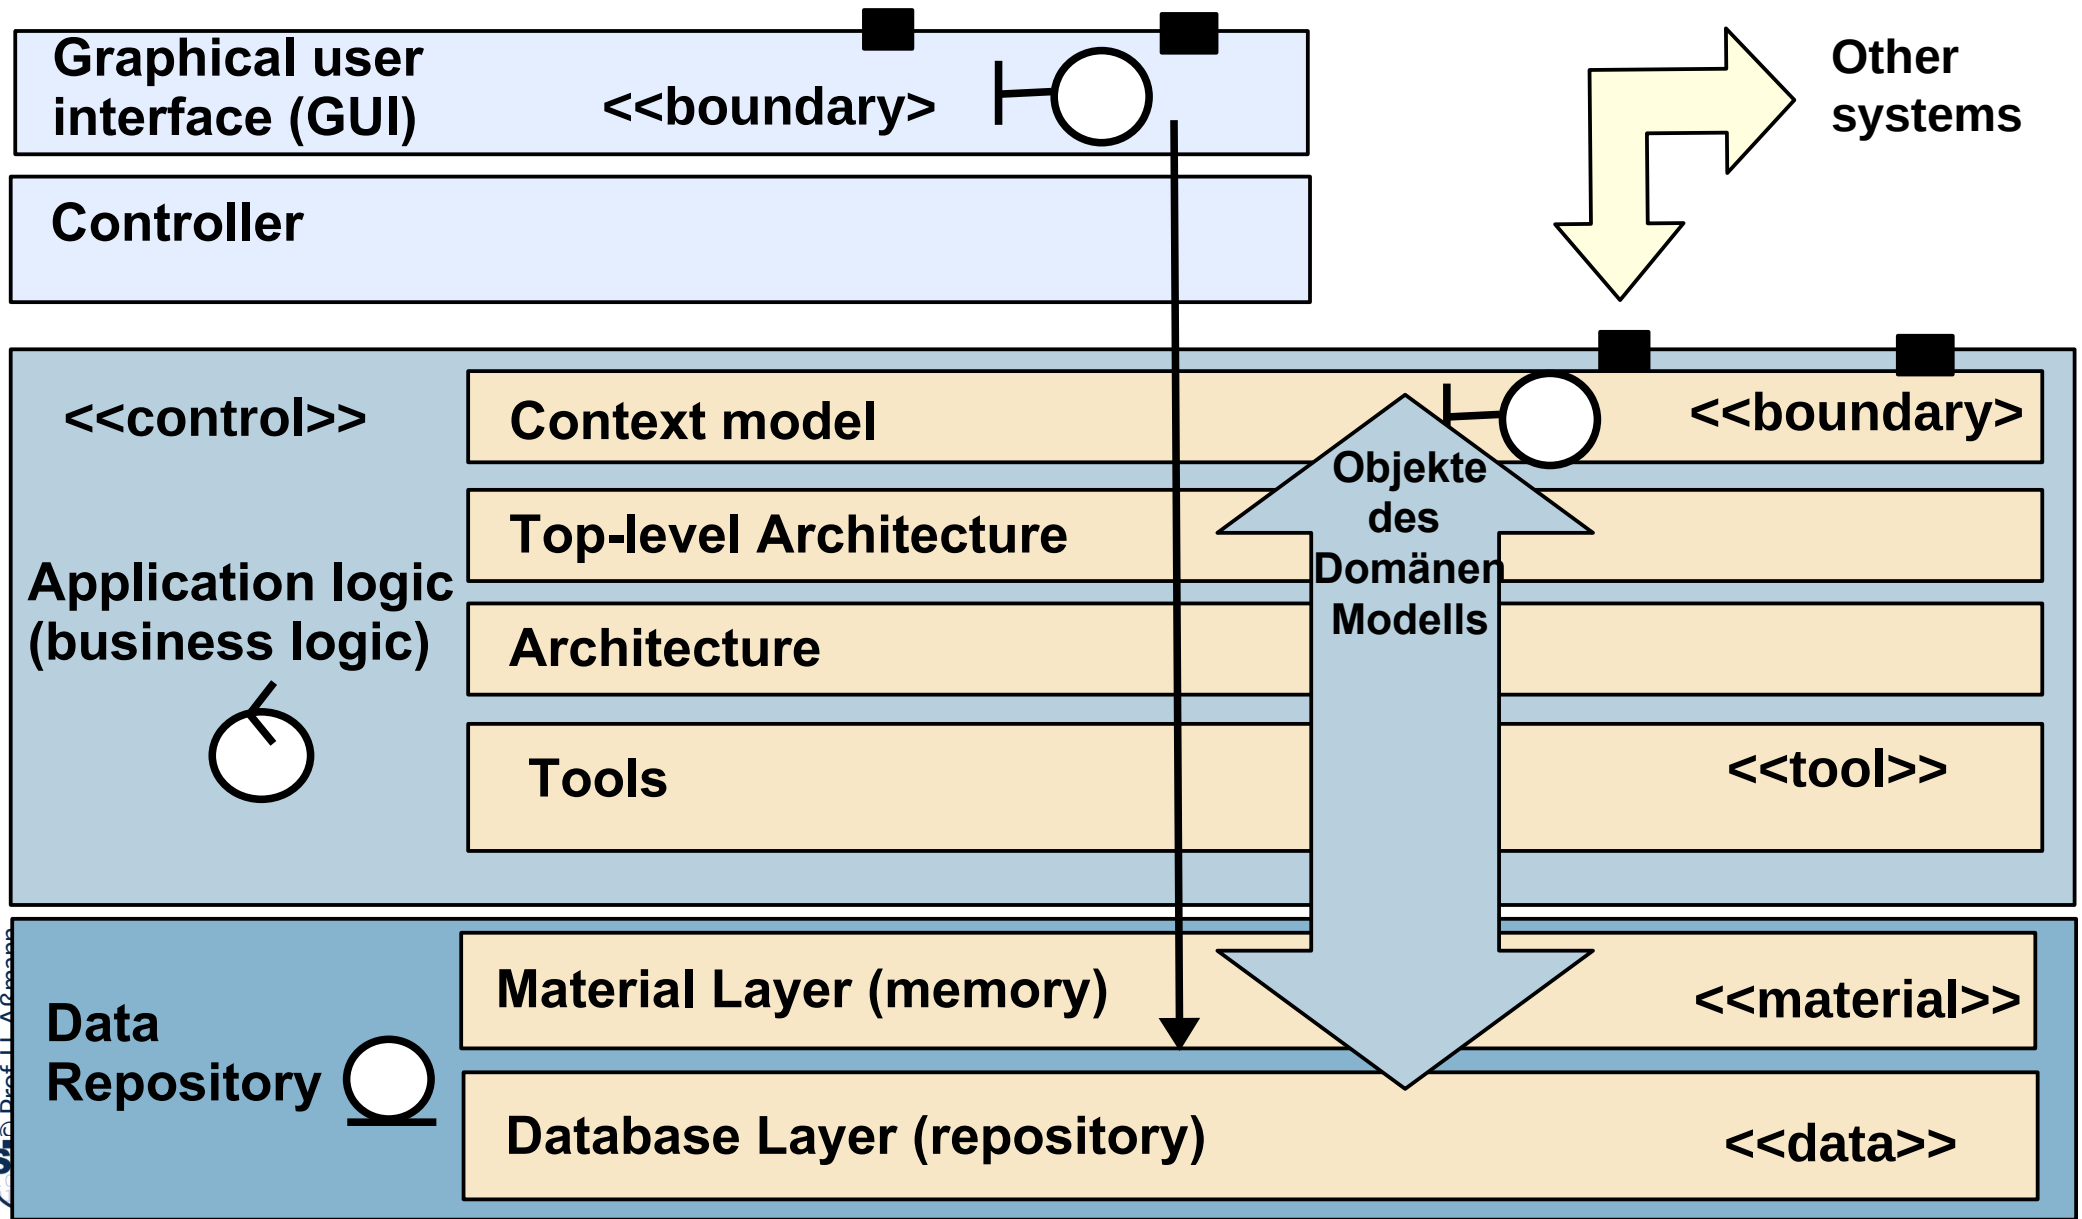 Graphical user
interface (GUI)
<<boundary>
Other
systems
Controller
<<control>>
Context model
<<boundary>
Objekte
des
Domänen
Modells
Top-level Architecture
Application logic
(business logic)
Architecture
Tools
<<tool>>
Data
Repository
Material Layer (memory)
<<material>>
Database Layer (repository)
<<data>>